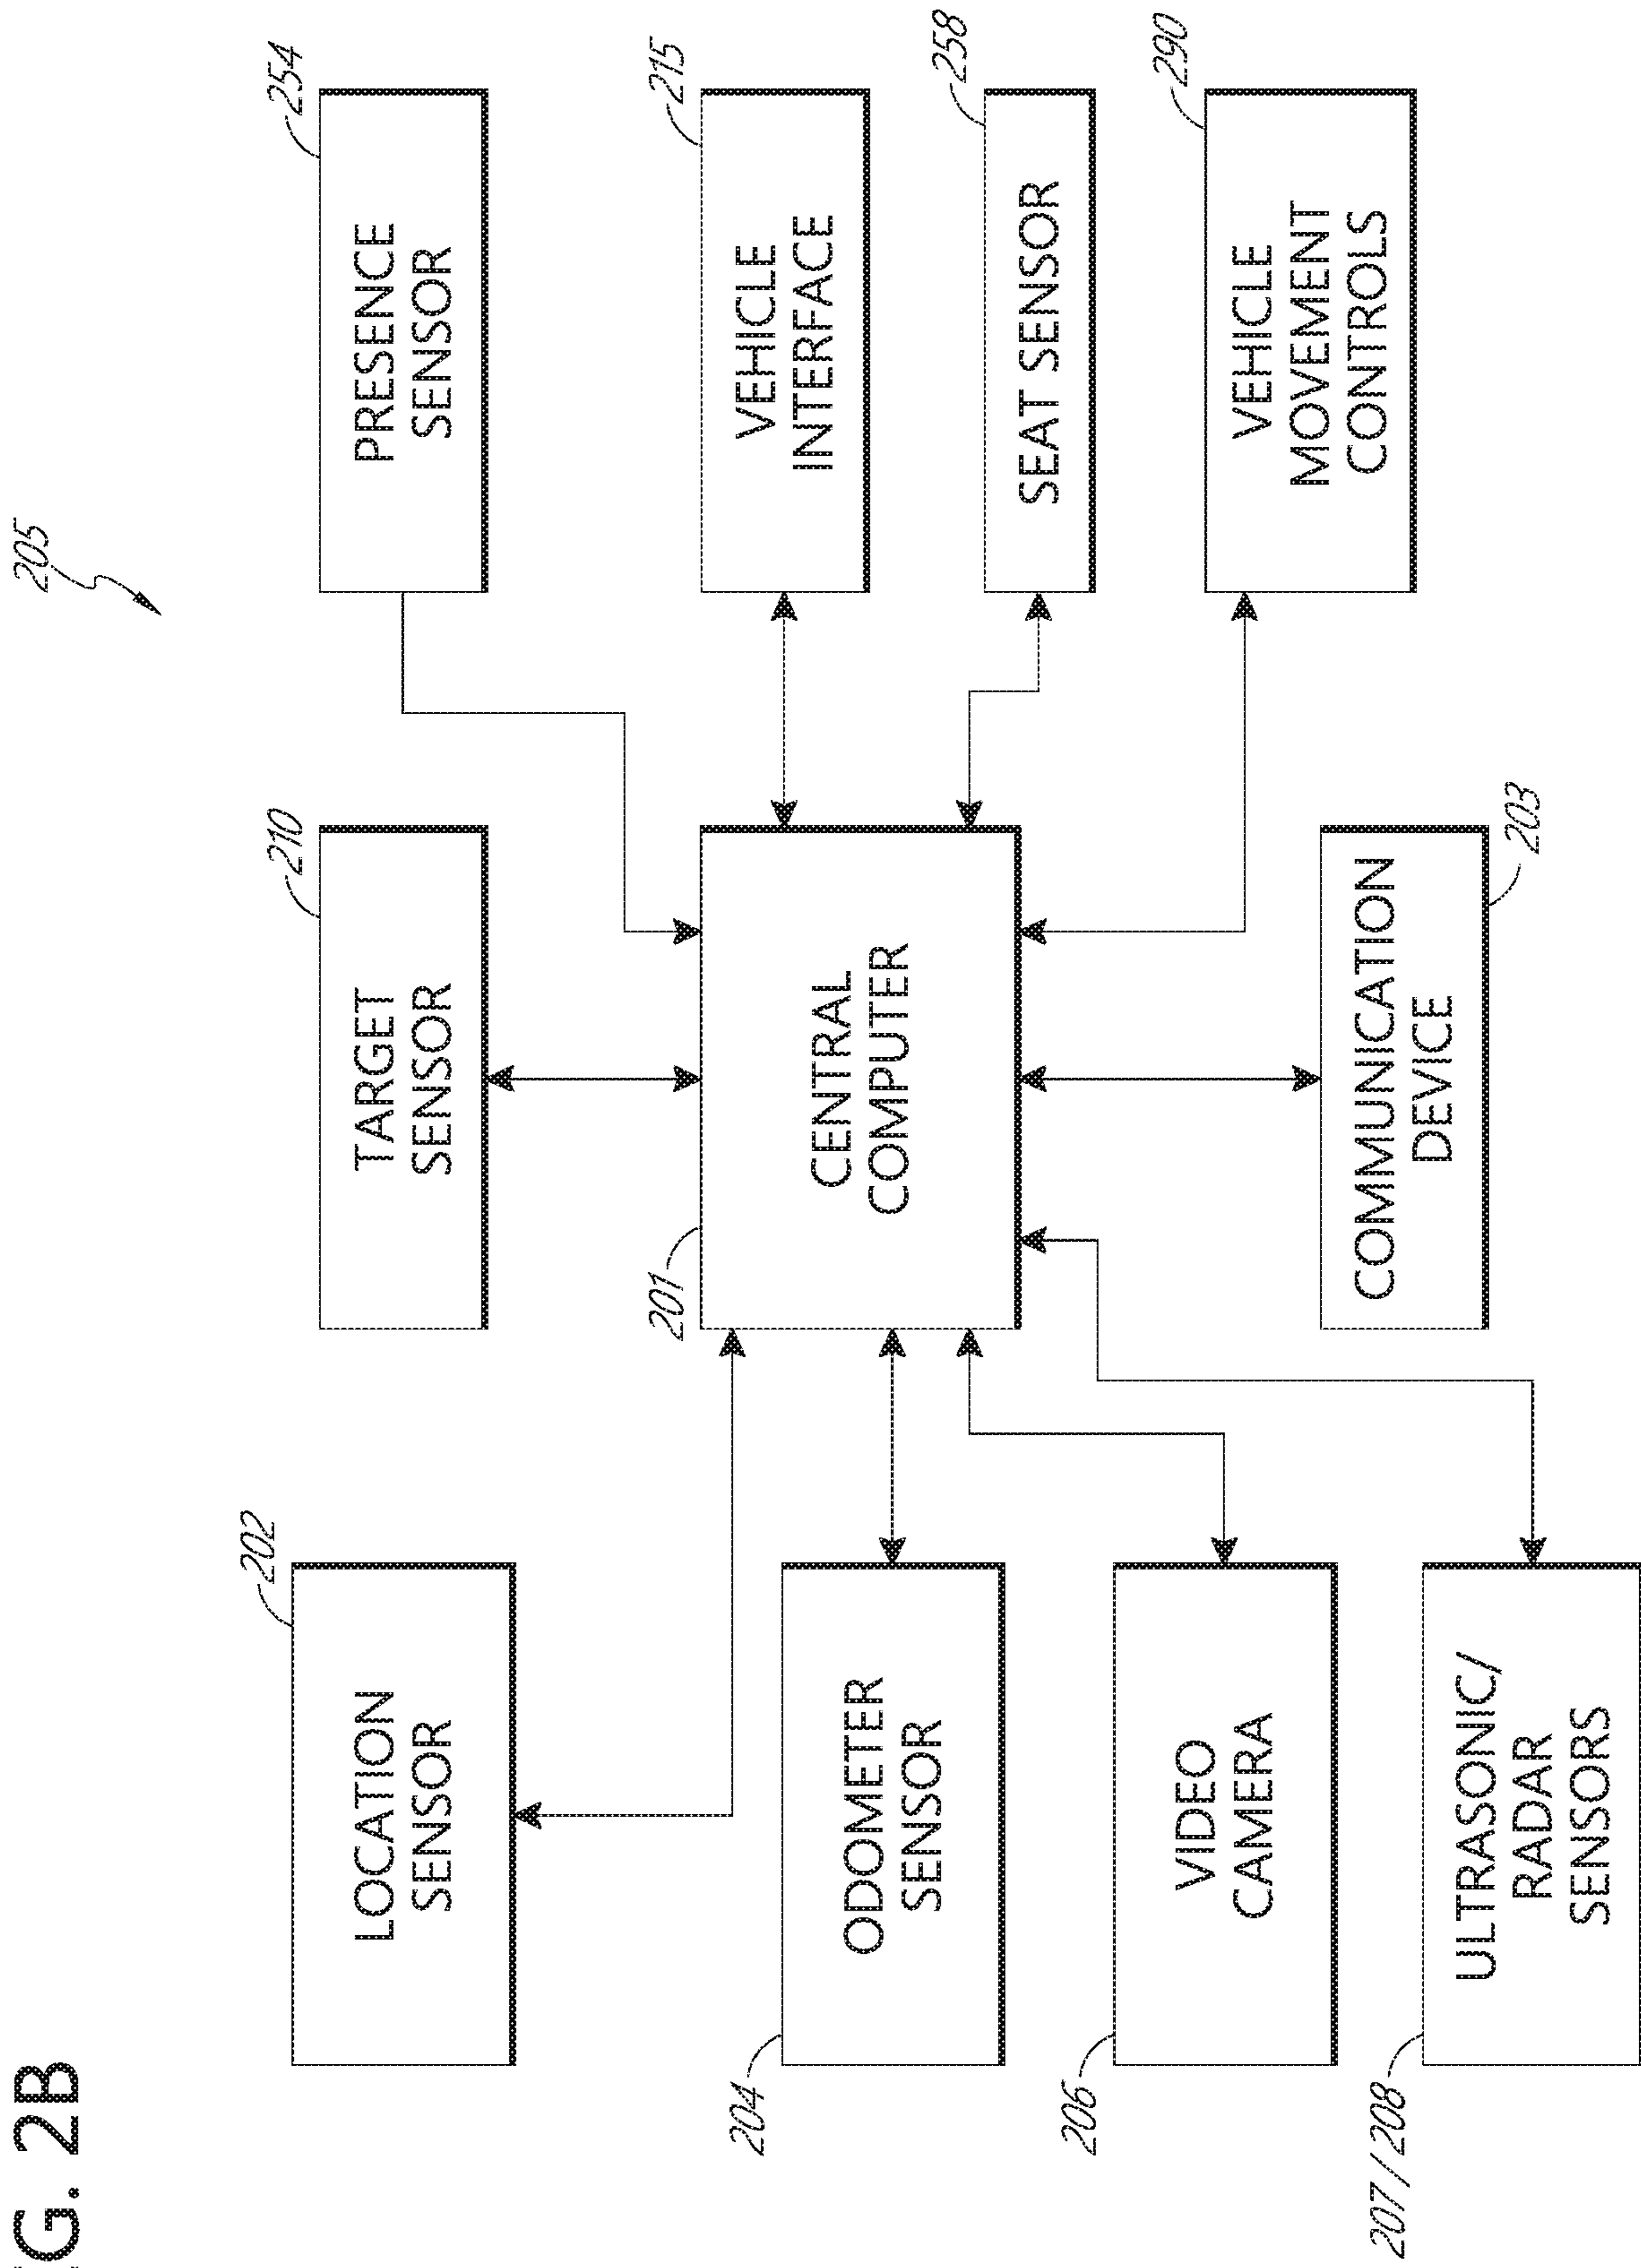 G. 2B
205
202
LOCATION
SENSOR
210
TARGET
SENSOR
254
PRESENCE
SENSOR
201
CENTRAL
COMPUTER
215
VEHICLE
INTERFACE
204
ODOMETER
SENSOR
258
SEAT SENSOR
206
VIDEO
CAMERA
290
VEHICLE
MOVEMENT
CONTROLS
207 / 208
ULTRASONIC/
RADAR
SENSORS
COMMUNICATION
DEVICE
203